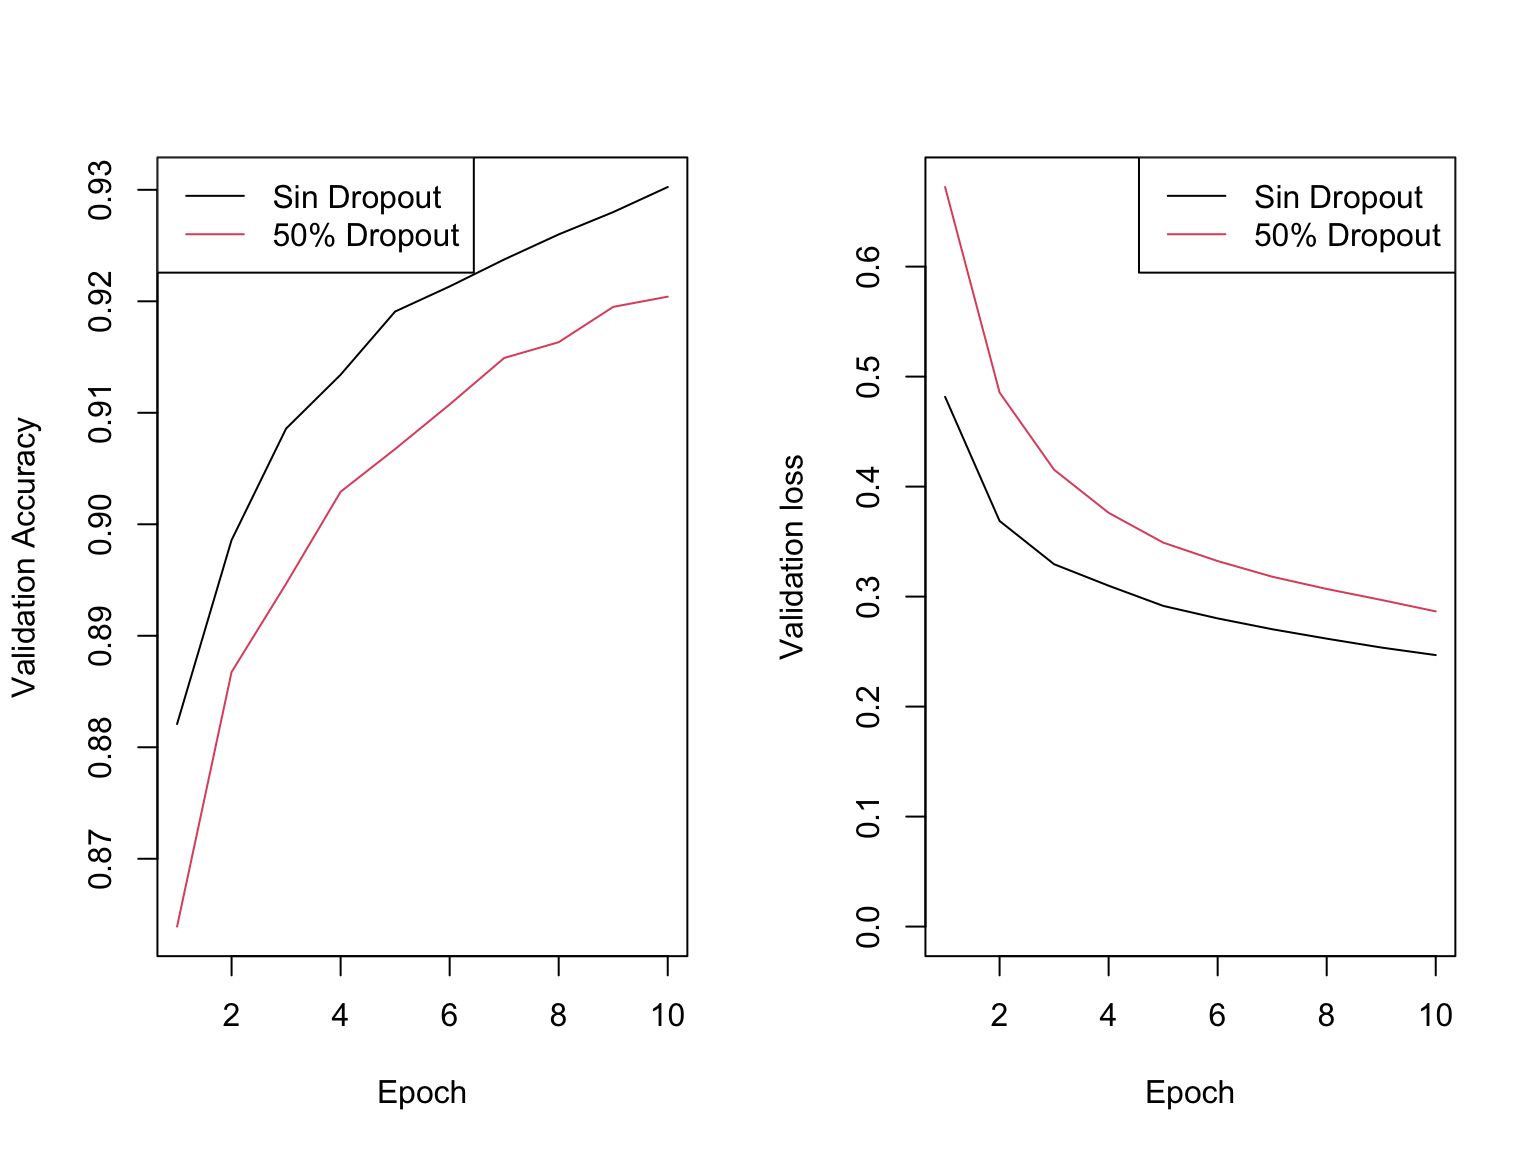 Validation Accuracy
0.93
0.92
0.91
0.90
0.89
0.88
0.87
Sin Dropout
50% Dropout
2 4 6 8 10
Epoch
Validation loss
0.6
0.5
0.4
0.3
0.2
0.1
0.0
Sin Dropout
50% Dropout
2 4 6 8 10
Epoch